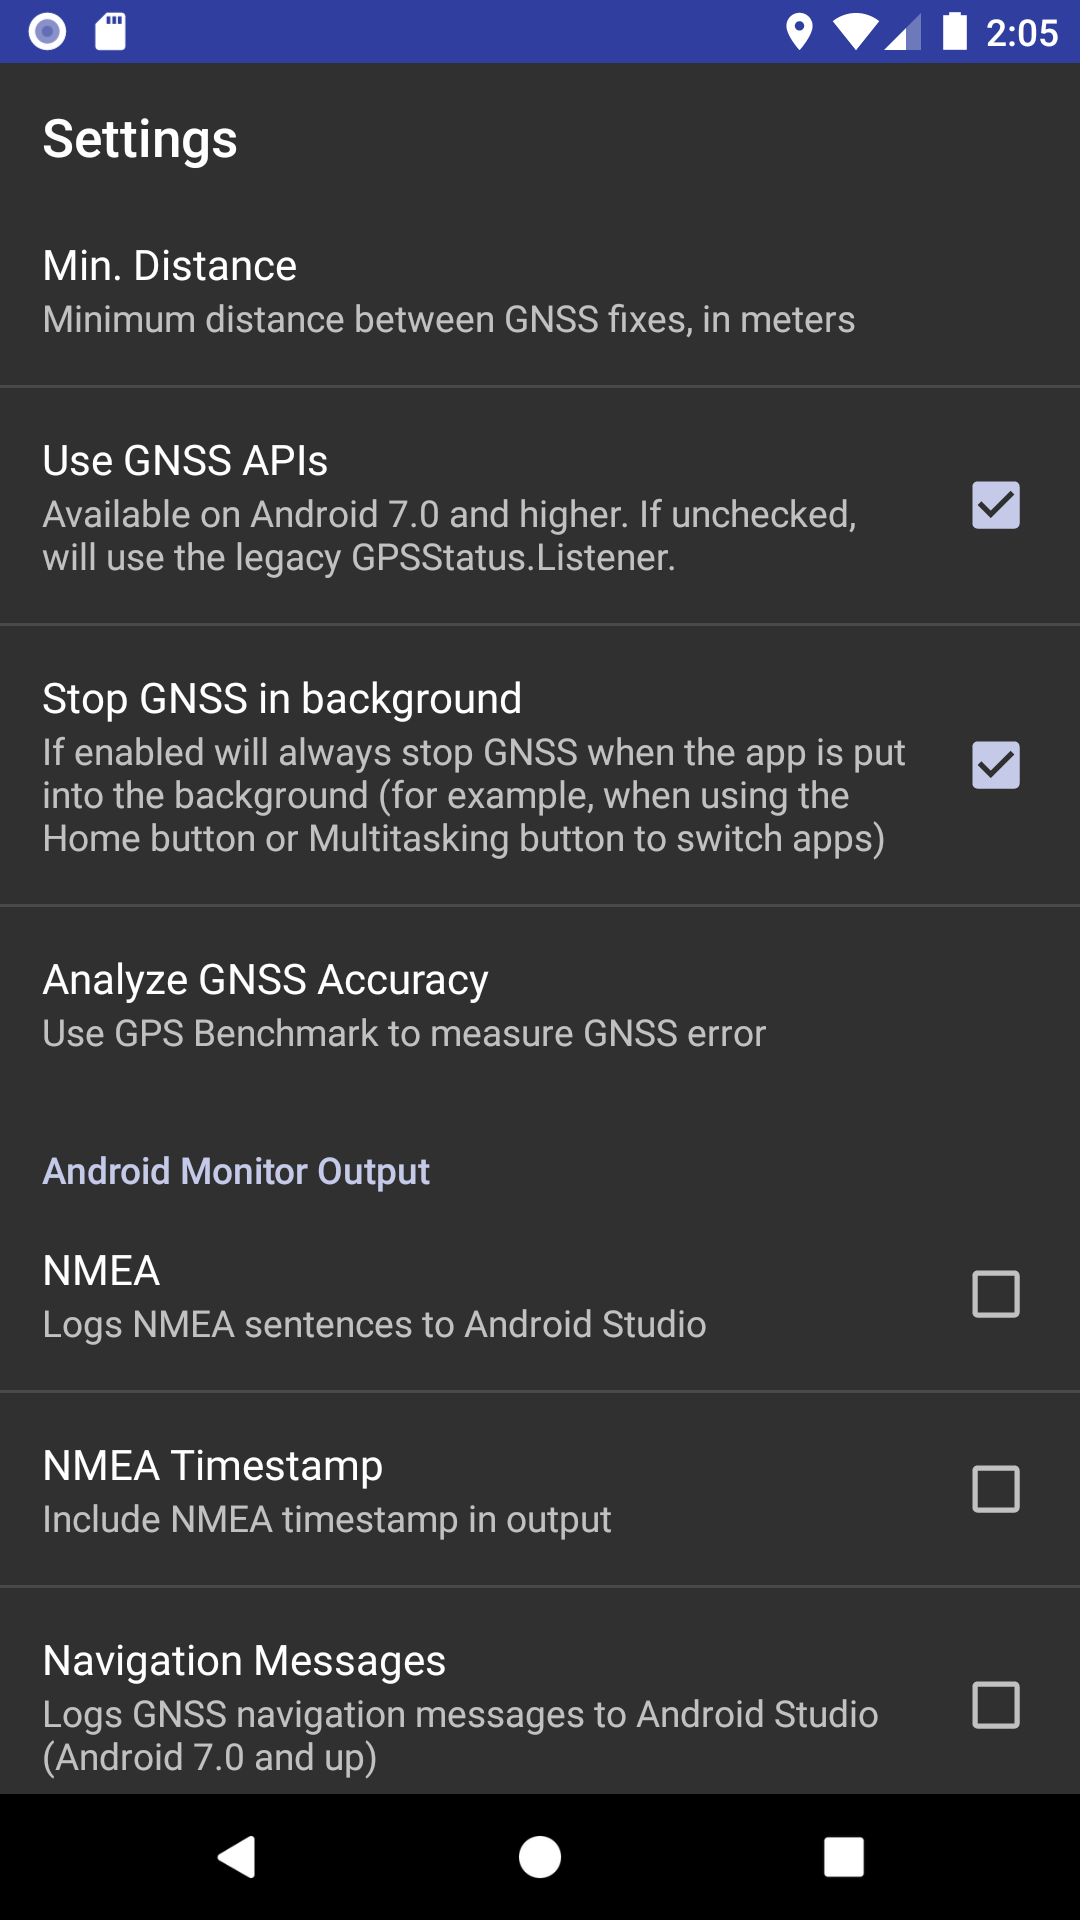 2:05
Settings
Min. Distance
Minimum distance between GNSS fixes, in meters
Use GNSS APIs
Available on Android 7.0 and higher. If unchecked,
will use the legacy GPSStatus.Listener.
Stop GNSS in background
If enabled will always stop GNSS when the app is put
into the background (for example, when using the
Home button or Multitasking button to switch apps)
Analyze GNSS Accuracy
Use GPS Benchmark to measure GNSS error
Android Monitor Output
NMEA
Logs NMEA sentences to Android Studio
NMEA Timestamp
Include NMEA timestamp in output
Navigation Messages
Logs GNSS navigation messages to Android Studio
(Android 7.0 and up)